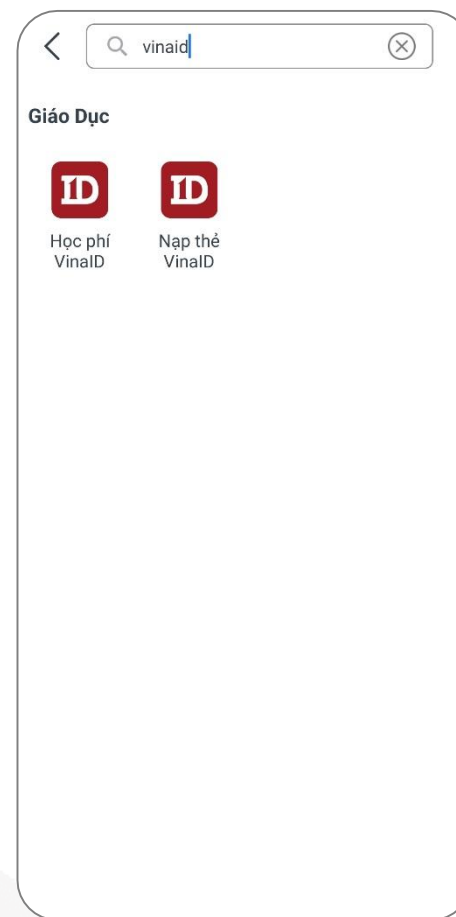 vinaid
Giáo Dục
ID
ID
Học phí
VinaID
Nạp thẻ
VinaID